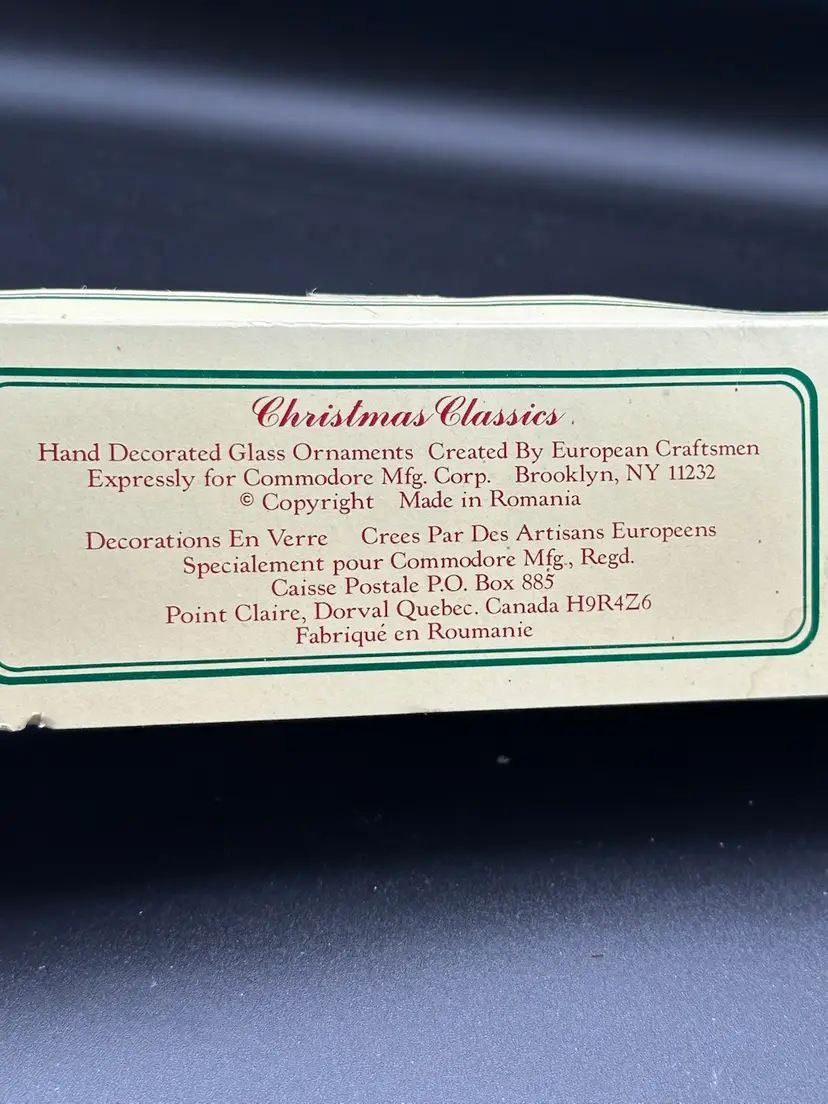 Christmas Classics
Hand Decorated Glass Ornaments Created By European Craftsmen
Expressly for Commodore Mfg. Corp. Brooklyn, NY 11232
© Copyright Made in Romania
Decorations En Verre Crees Par Des Artisans Europeens
Specialement pour Commodore Mfg., Regd.
Caisse Postale P.O. Box 885
Point Claire, Dorval Quebec. Canada H9R4Z6
Fabriqué en Roumanie